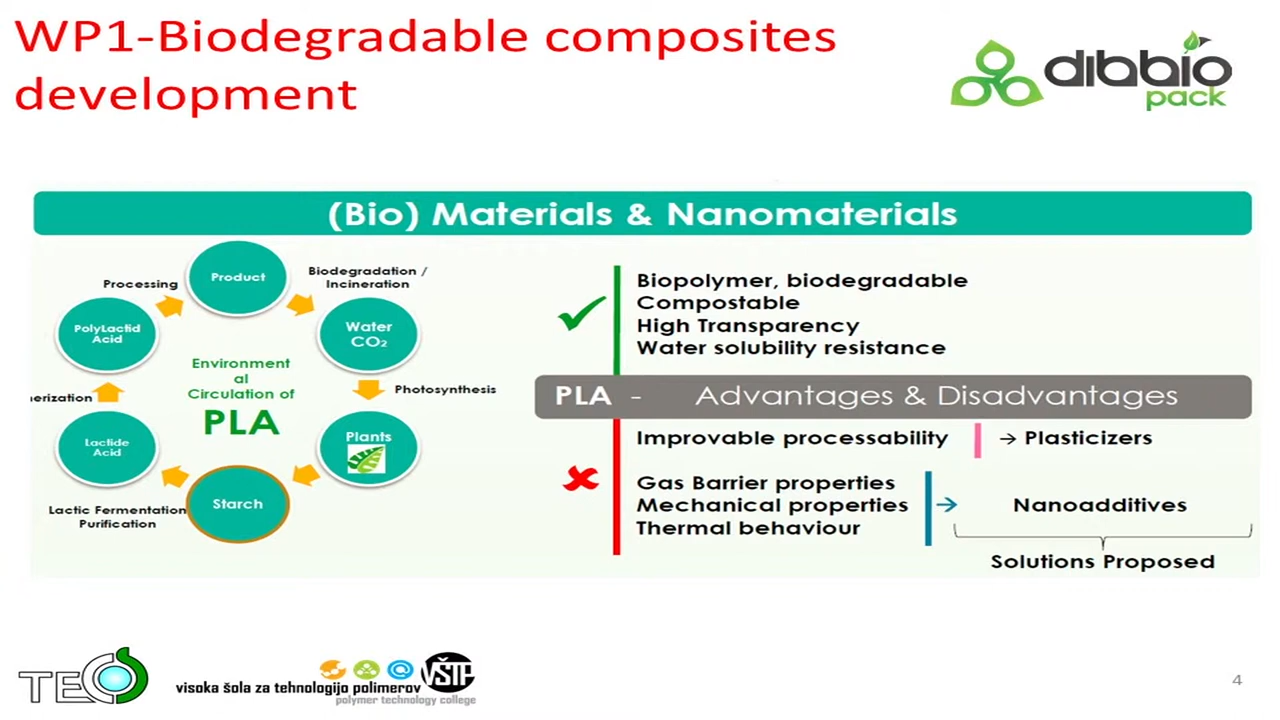 WP1-Biodegradable composites
development
dibbio
pack
(Bio) Materials & Nanomaterials
Product
Processing
Biodegradation /
Incineration
PolyLactid
Acid
Water
CO₂
Environment
al
Circulation of
PLA
nerization
Photosynthesis
Lactide
Acid
Plants
Starch
Lactic Fermentation
Purification
Biopolymer, biodegradable
Compostable
High Transparency
Water solubility resistance
PLA - Advantages & Disadvantages
Improvable processability → Plasticizers
Gas Barrier properties
Mechanical properties → Nanoadditives
Thermal behaviour
Solutions Proposed
TECOS
visoka šola za tehnologijo polimerov
VŠTP
polymer technology college
4